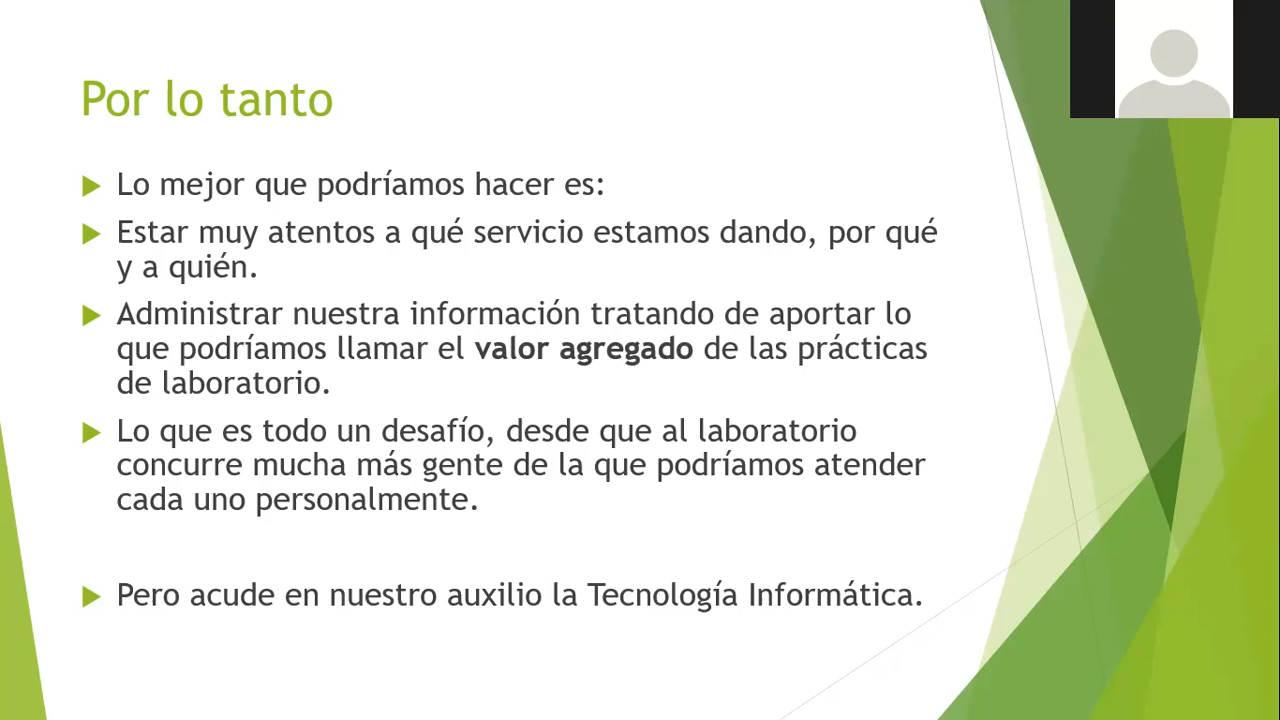 Por lo tanto
Lo mejor que podríamos hacer es:
Estar muy atentos a qué servicio estamos dando, por qué
y a quién.
Administrar nuestra información tratando de aportar lo
que podríamos llamar el valor agregado de las prácticas
de laboratorio.
Lo que es todo un desafío, desde que al laboratorio
concurre mucha más gente de la que podríamos atender
cada uno personalmente.
Pero acude en nuestro auxilio la Tecnología Informática.